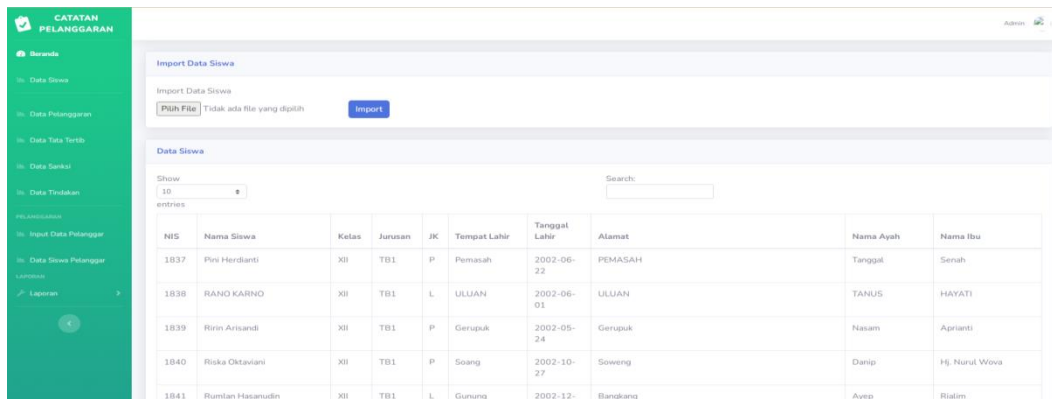 CATATAN
PELANGGARAN
Admin
Beranda
Data Siswa
Data Pelanggaran
Data Tata Tertib
Data Sanksi
Data Tindakan
PELANGGARAN
Input Data Pelanggar
Data Siswa Pelanggar
LAPORAN
Laporan
Import Data Siswa
Import Data Siswa
Pilih File Tidak ada file yang dipilih Import
Data Siswa
Show
10
entries
Search:
NIS Nama Siswa Kelas Jurusan JK Tempat Lahir Tanggal Lahir Alamat Nama Ayah Nama Ibu
1837 Pini Herdianti XII TB1 P Pemasah 2002-06-22 PEMASAH Tanggal Senah
1838 RANO KARNO XII TB1 L ULUAN 2002-06-01 ULUAN TANUS HAYATI
1839 Ririn Arisandi XII TB1 P Gerupuk 2002-05-24 Gerupuk Nasam Aprianti
1840 Riska Oktaviani XII TB1 P Soang 2002-10-27 Soweng Danip Hj. Nurul Wova
1841 Rumlan Hasanudin XII TB1 L Gunung 2002-12- Bangkang Ayep Rialim